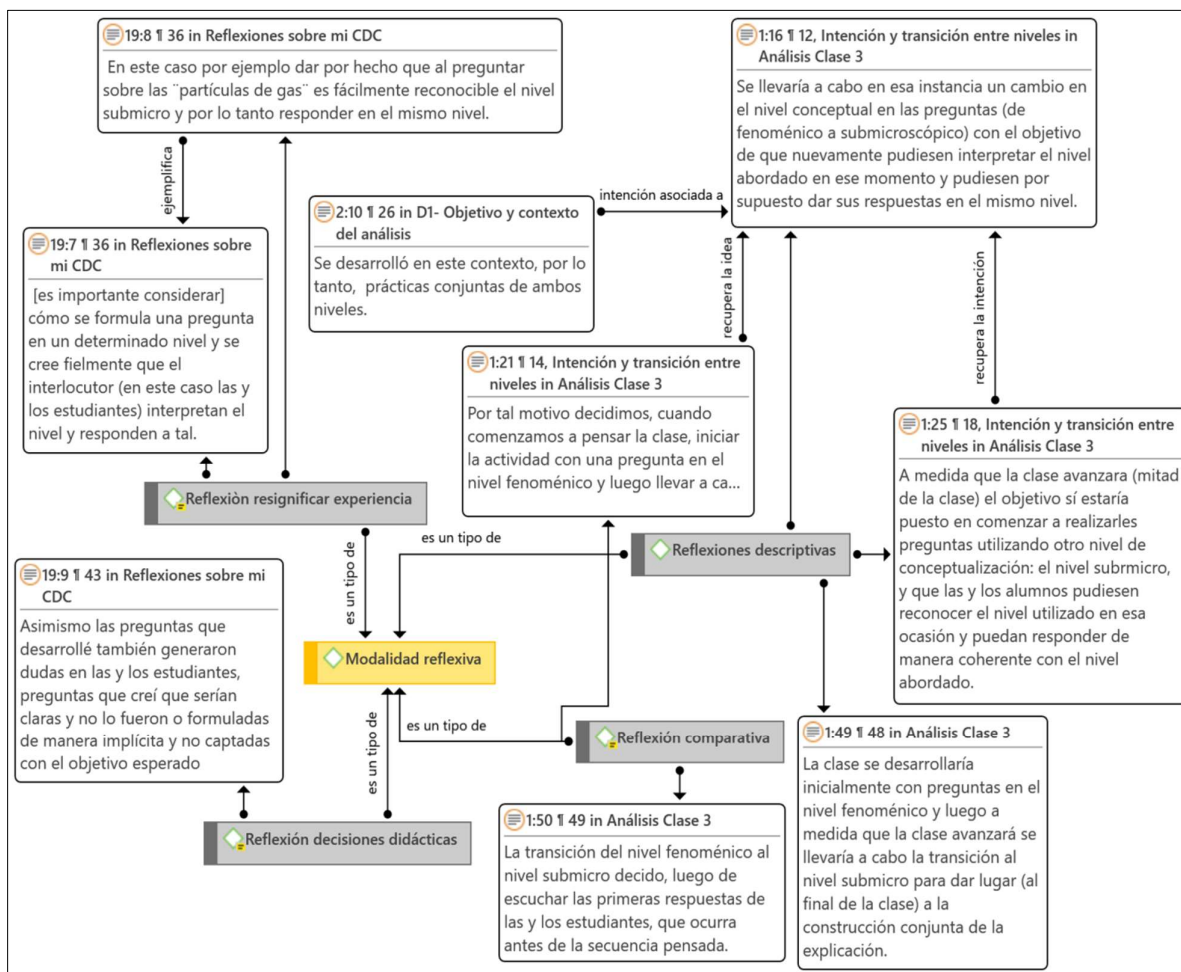 19:8 ¶ 36 in Reflexiones sobre mi CDC
En este caso por ejemplo dar por hecho que al preguntar
sobre las ¨partículas de gas¨ es fácilmente reconocible el nivel
submicro y por lo tanto responder en el mismo nivel.
1:16 ¶ 12, Intención y transición entre niveles in
Análisis Clase 3
Se llevaría a cabo en esa instancia un cambio en
el nivel conceptual en las preguntas (de
fenoménico a submicroscópico) con el objetivo
de que nuevamente pudiesen interpretar el nivel
abordado en ese momento y pudiesen por
supuesto dar sus respuestas en el mismo nivel.
ejemplifica
intención asociada a
2:10 ¶ 26 in D1- Objetivo y contexto
del análisis
Se desarrolló en este contexto, por lo
tanto, prácticas conjuntas de ambos
niveles.
19:7 ¶ 36 in Reflexiones sobre
mi CDC
[es importante considerar]
cómo se formula una pregunta
en un determinado nivel y se
cree fielmente que el
interlocutor (en este caso las y
los estudiantes) interpretan el
nivel y responden a tal.
recupera la idea
recupera la intención
1:21 ¶ 14, Intención y transición entre
niveles in Análisis Clase 3
Por tal motivo decidimos, cuando
comenzamos a pensar la clase, iniciar
la actividad con una pregunta en el
nivel fenoménico y luego llevar a ca...
1:25 ¶ 18, Intención y transición entre
niveles in Análisis Clase 3
A medida que la clase avanzara (mitad
de la clase) el objetivo sí estaría
puesto en comenzar a realizarles
preguntas utilizando otro nivel de
conceptualización: el nivel subrmicro,
y que las y los alumnos pudiesen
reconocer el nivel utilizado en esa
ocasión y puedan responder de
manera coherente con el nivel
abordado.
Reflexiòn resignificar experiencia
es un tipo de
es un tipo de
Reflexiones descriptivas
19:9 ¶ 43 in Reflexiones sobre mi
CDC
Asimismo las preguntas que
desarrollé también generaron
dudas en las y los estudiantes,
preguntas que creí que serían
claras y no lo fueron o formuladas
de manera implícita y no captadas
con el objetivo esperado
Modalidad reflexiva
es un tipo de
es un tipo de
Reflexión comparativa
Reflexión decisiones didácticas
1:50 ¶ 49 in Análisis Clase 3
La transición del nivel fenoménico al
nivel submicro decido, luego de
escuchar las primeras respuestas de
las y los estudiantes, que ocurra
antes de la secuencia pensada.
1:49 ¶ 48 in Análisis Clase 3
La clase se desarrollaría
inicialmente con preguntas en el
nivel fenoménico y luego a
medida que la clase avanzará se
llevaría a cabo la transición al
nivel submicro para dar lugar (al
final de la clase) a la
construcción conjunta de la
explicación.